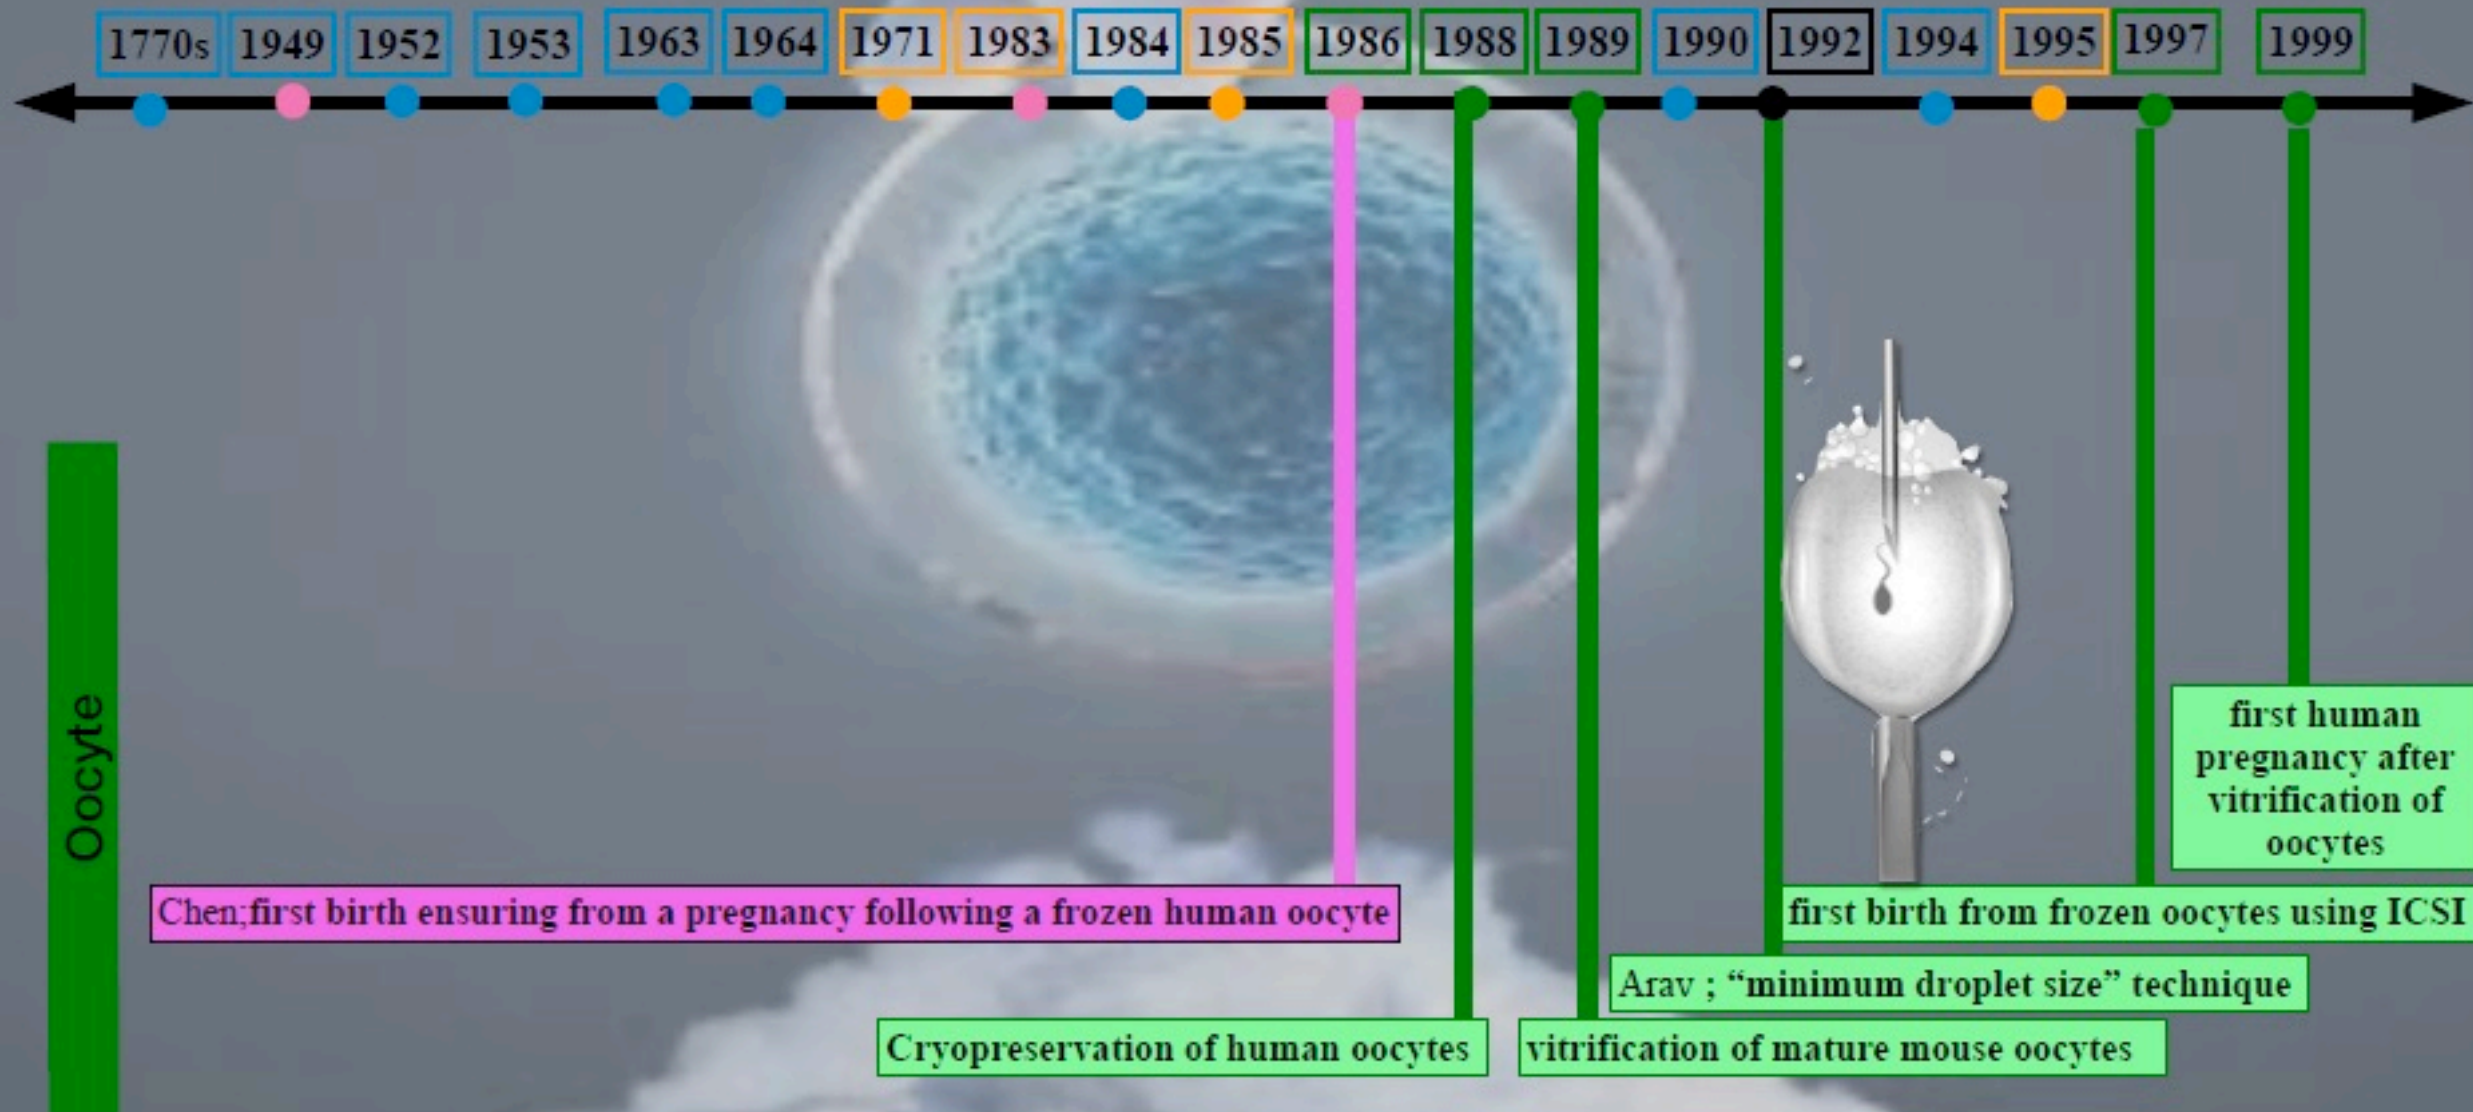 1770s 1949 1952 1953 1963 1964 1971 1983 1984 1985 1986 1988 1989 1990 1992 1994 1995 1997 1999
Oocyte
first human
pregnancy after
vitrification of
oocytes
Chen;first birth ensuring from a pregnancy following a frozen human oocyte
first birth from frozen oocytes using ICSI
Arav ; “minimum droplet size” technique
Cryopreservation of human oocytes
vitrification of mature mouse oocytes